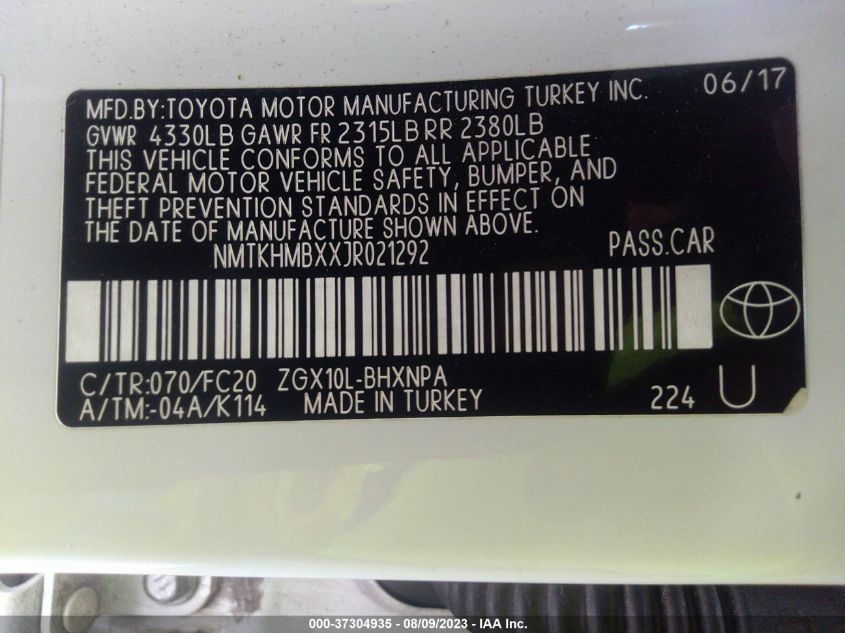 MFD.BY:TOYOTA MOTOR MANUFACTURING TURKEY INC. 06/17
GVWR 4330LB GAWR FR 2315LB RR 2380LB
THIS VEHICLE CONFORMS TO ALL APPLICABLE
FEDERAL MOTOR VEHICLE SAFETY, BUMPER, AND
THEFT PREVENTION STANDARDS IN EFFECT ON
THE DATE OF MANUFACTURE SHOWN ABOVE.
NMTKHMBXXJR021292 PASS.CAR
C/TR:070/FC20 ZGX10L-BHXNPA
A/TM:-04A/K114 MADE IN TURKEY 224 U
000-37304935 - 08/09/2023 - IAA Inc.